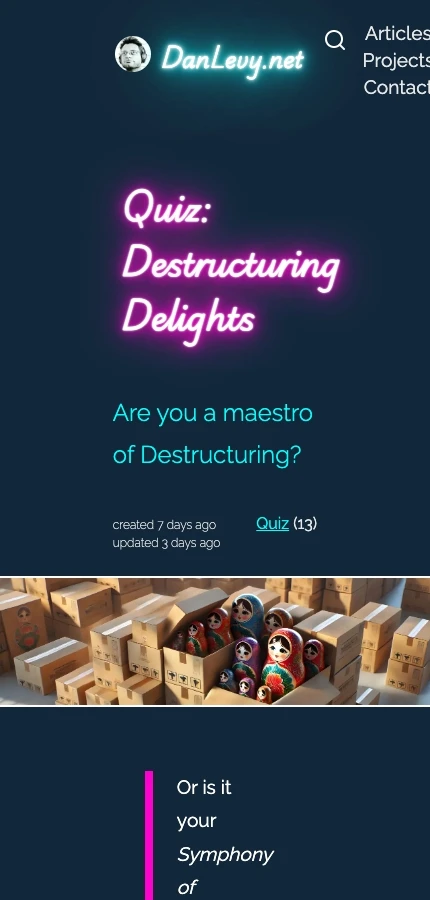 DanLevy.net
Articles
Projects
Contact
Quiz:
Destructuring
Delights
Are you a maestro
of Destructuring?
created 7 days ago
updated 3 days ago
Quiz (13)
Or is it
your
Symphony
of